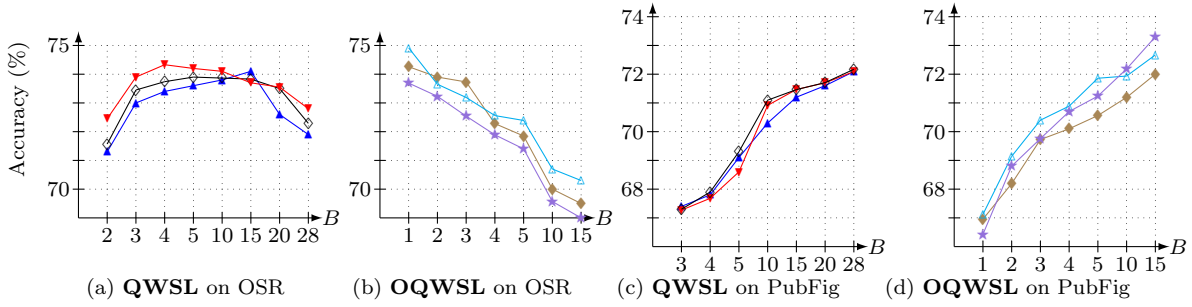 Accuracy (%)
75
70
2 3 4 5 10 15 20 28
B
(a) QWSL on OSR
75
70
1 2 3 4 5 10 15
B
(b) OQWSL on OSR
74
72
70
68
3 4 5 10 15 20 28
B
(c) QWSL on PubFig
74
72
70
68
1 2 3 4 5 10 15
B
(d) OQWSL on PubFig